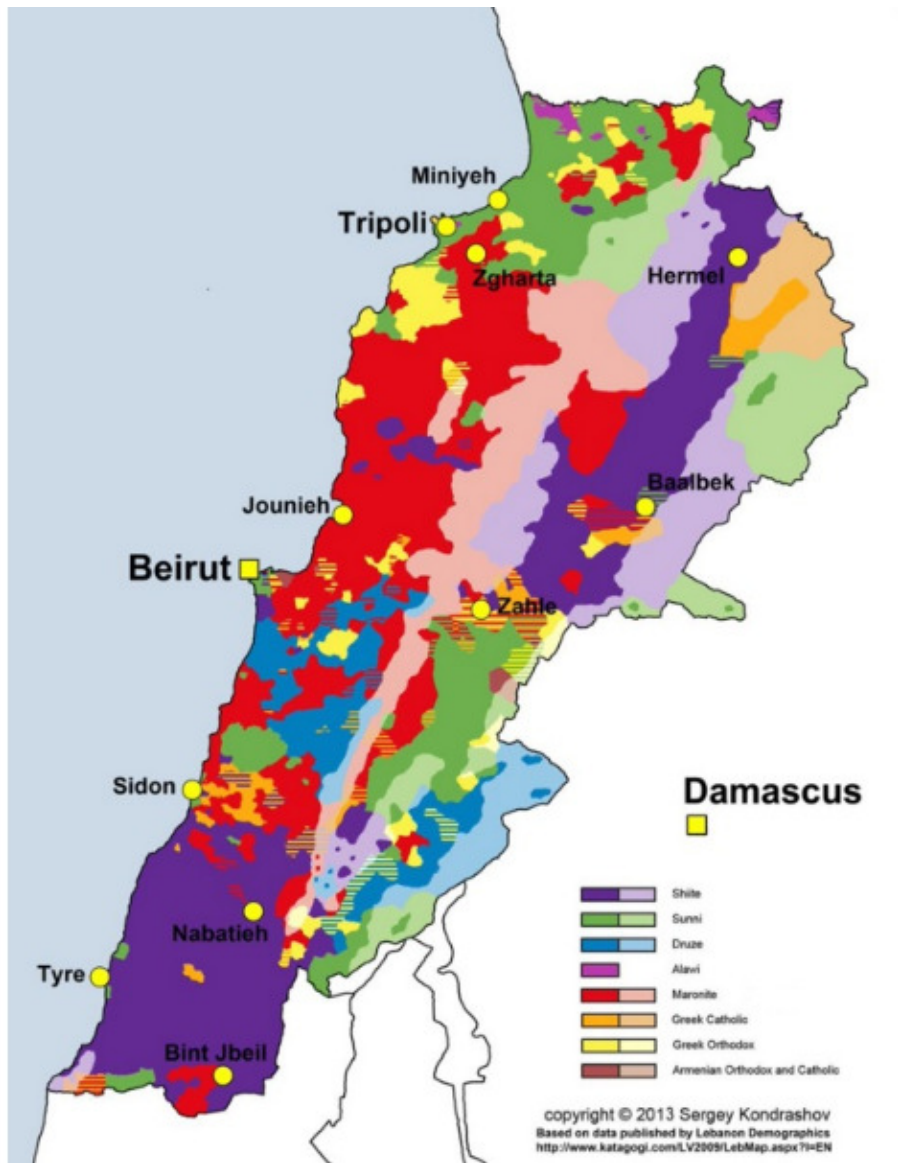 Miniyeh
Tripoli
Zgharta
Hermel
Baalbek
Jounieh
Beirut
Zahle
Sidon
Damascus
Nabatieh
Tyre
Bint Jbeil
Shiite
Sunni
Druze
Alawi
Maronite
Greek Catholic
Greek Orthodox
Armenian Orthodox and Catholic
copyright © 2013 Sergey Kondrashov
Based on data published by Lebanon Demographics
http://www.katagogi.com/LV2009/LebMap.aspx?l=EN